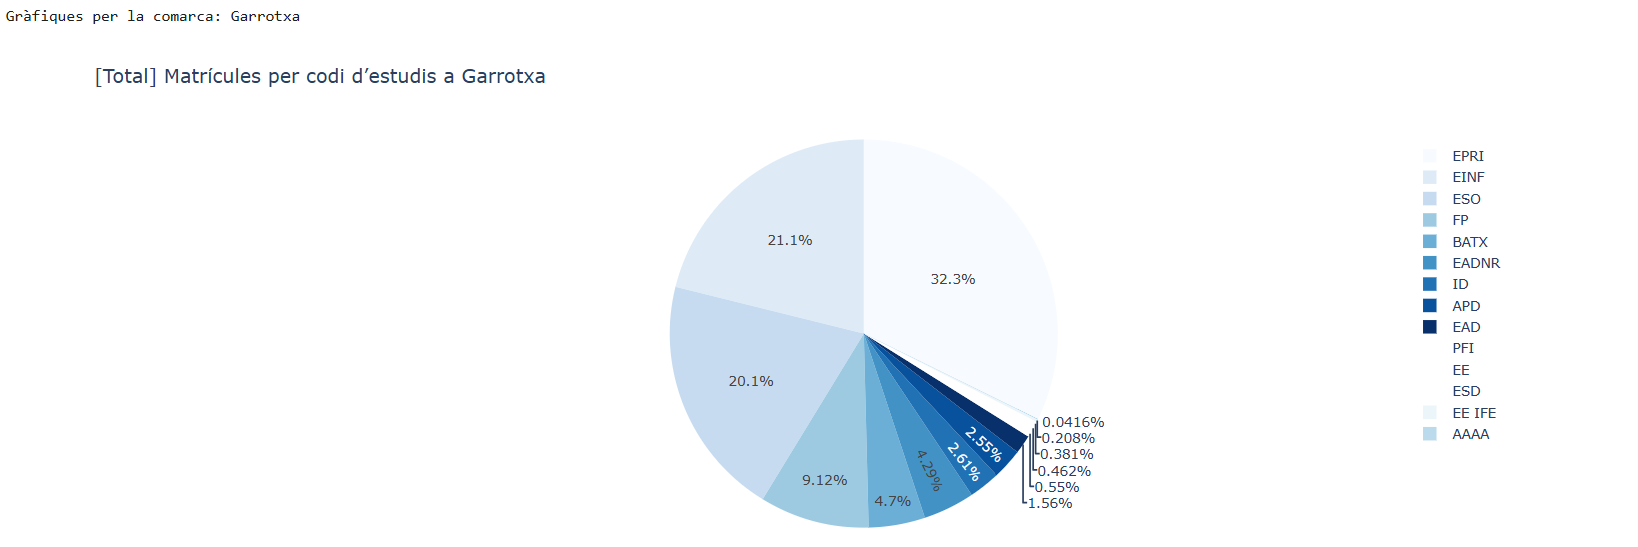 Gràfiques per la comarca: Garrotxa
[Total] Matrícules per codi d’estudis a Garrotxa
32.3%
21.1%
20.1%
9.12%
4.7%
4.29%
2.61%
2.55%
0.0416%
0.208%
0.381%
0.462%
0.55%
1.56%
EPRI
EINF
ESO
FP
BATX
EADNR
ID
APD
EAD
PFI
EE
ESD
EE IFE
AAAA